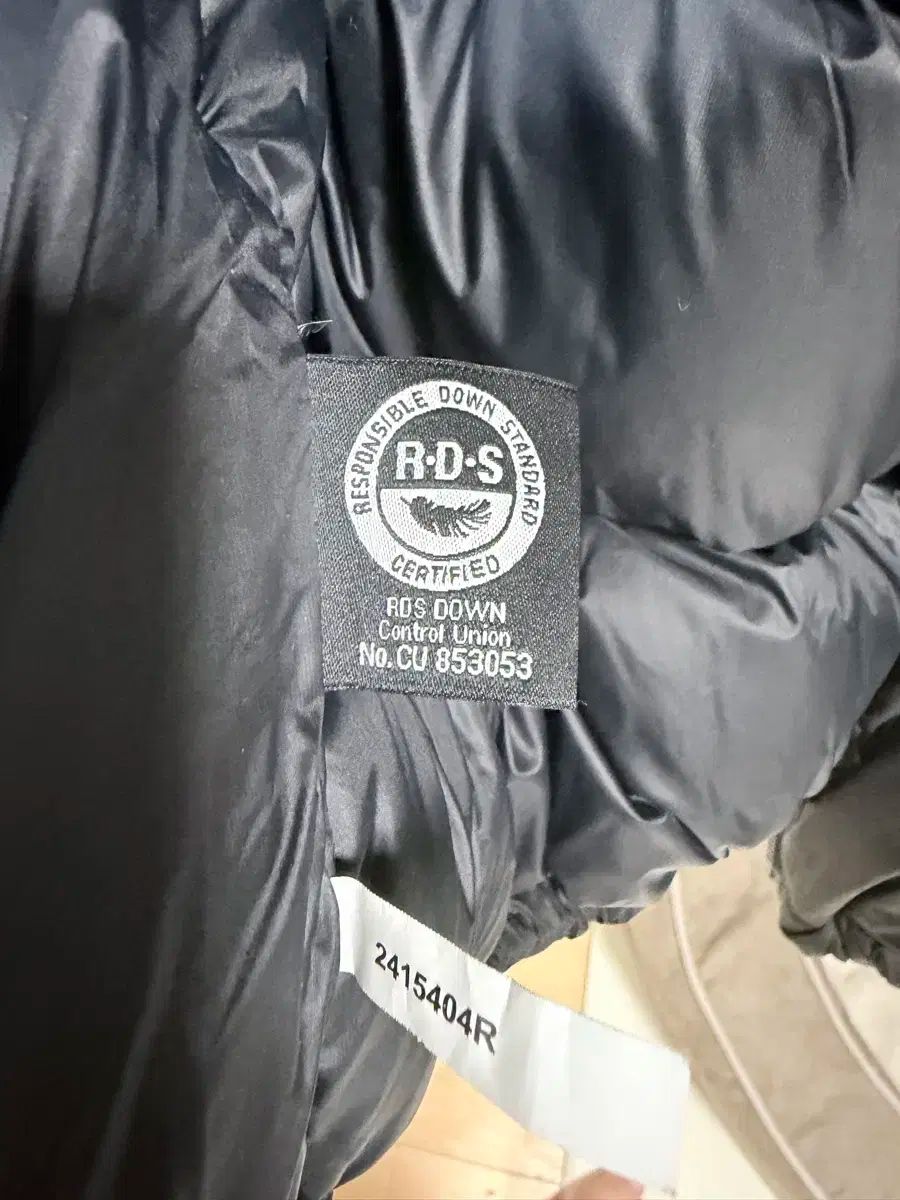 RESPONSIBLE DOWN STANDARD
R·D·S
CERTIFIED
RDS DOWN
Control Union
No. CU 853053
2415404R